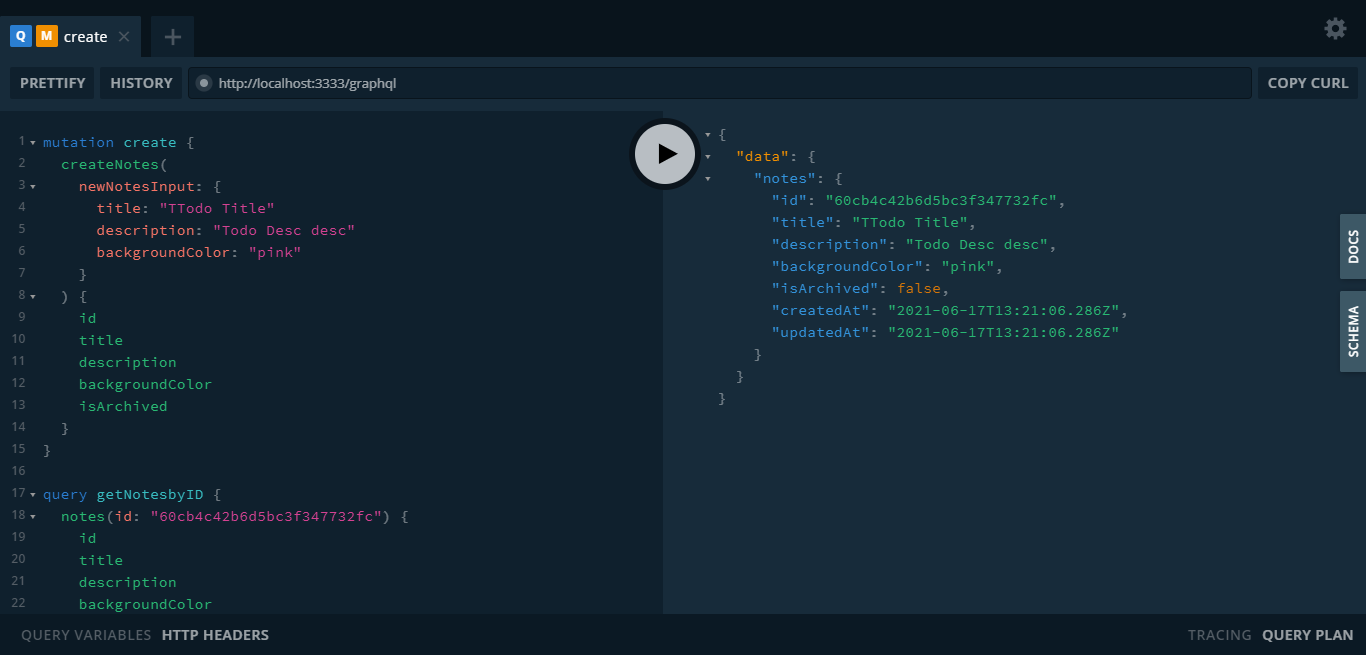 Q M create
PRETTIFY HISTORY http://localhost:3333/graphql COPY CURL
1 mutation create {
2 createNotes(
3 newNotesInput: {
4 title: "TTodo Title"
5 description: "Todo Desc desc"
6 backgroundColor: "pink"
7 }
8 ) {
9 id
10 title
11 description
12 backgroundColor
13 isArchived
14 }
15 }
16
17 query getNotesbyID {
18 notes(id: "60cb4c42b6d5bc3f347732fc") {
19 id
20 title
21 description
22 backgroundColor
{
"data": {
"notes": {
"id": "60cb4c42b6d5bc3f347732fc",
"title": "TTodo Title",
"description": "Todo Desc desc",
"backgroundColor": "pink",
"isArchived": false,
"createdAt": "2021-06-17T13:21:06.286Z",
"updatedAt": "2021-06-17T13:21:06.286Z"
}
}
}
DOCS
SCHEMA
QUERY VARIABLES HTTP HEADERS
TRACING QUERY PLAN